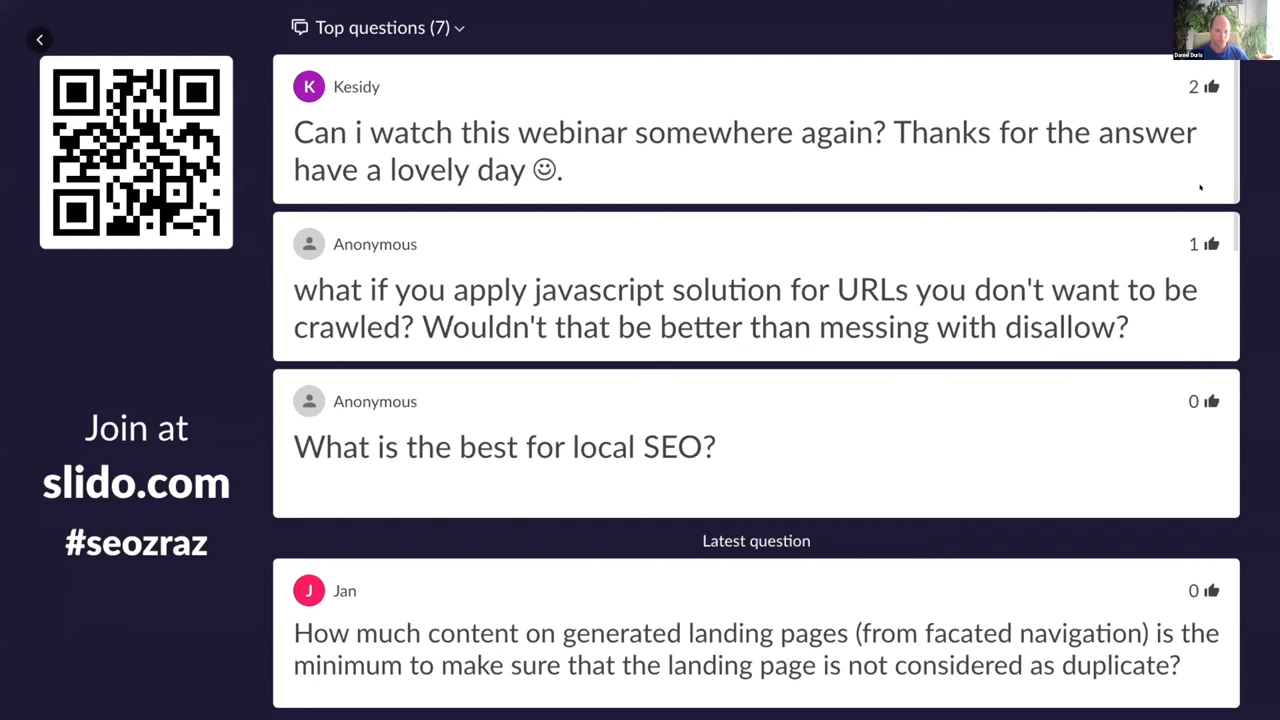 Top questions (7)
Daniel Duris
K Kesidy 2
Can i watch this webinar somewhere again? Thanks for the answer
have a lovely day ☺.
Anonymous 1
what if you apply javascript solution for URLs you don't want to be
crawled? Wouldn't that be better than messing with disallow?
Anonymous 0
What is the best for local SEO?
Join at
slido.com
#seozraz
Latest question
J Jan 0
How much content on generated landing pages (from facated navigation) is the
minimum to make sure that the landing page is not considered as duplicate?